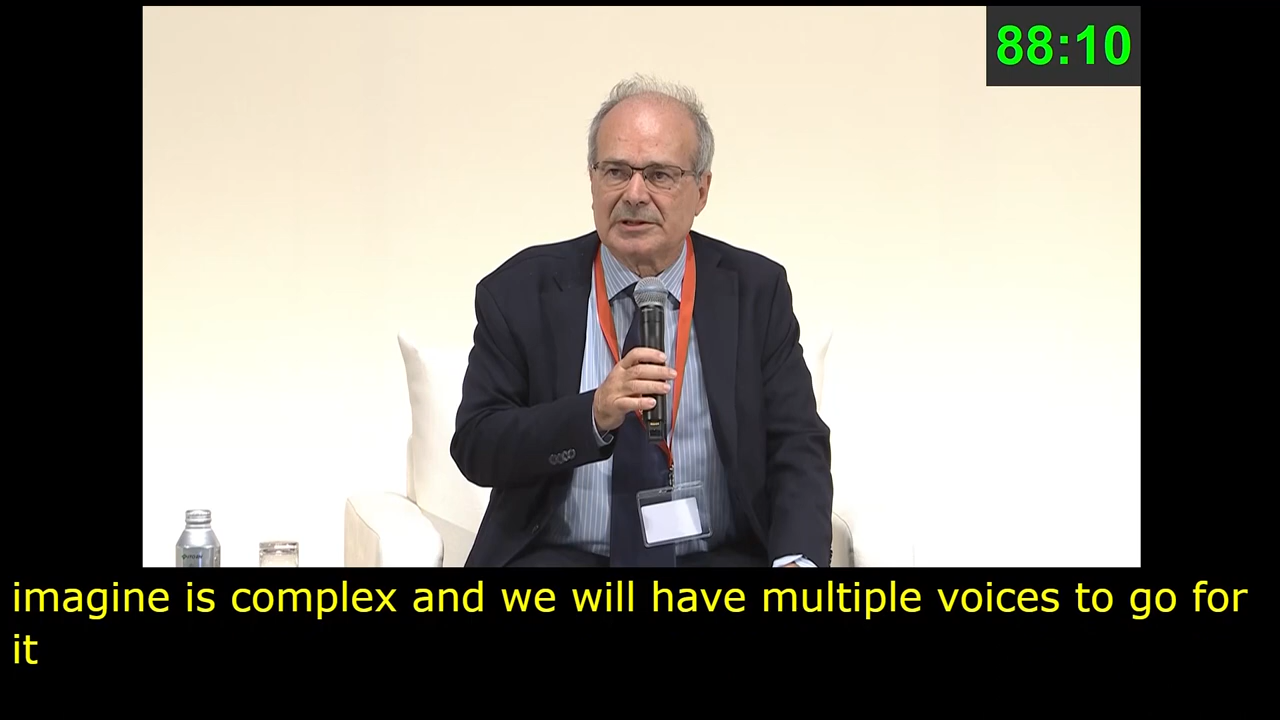 88:10
imagine is complex and we will have multiple voices to go for
it